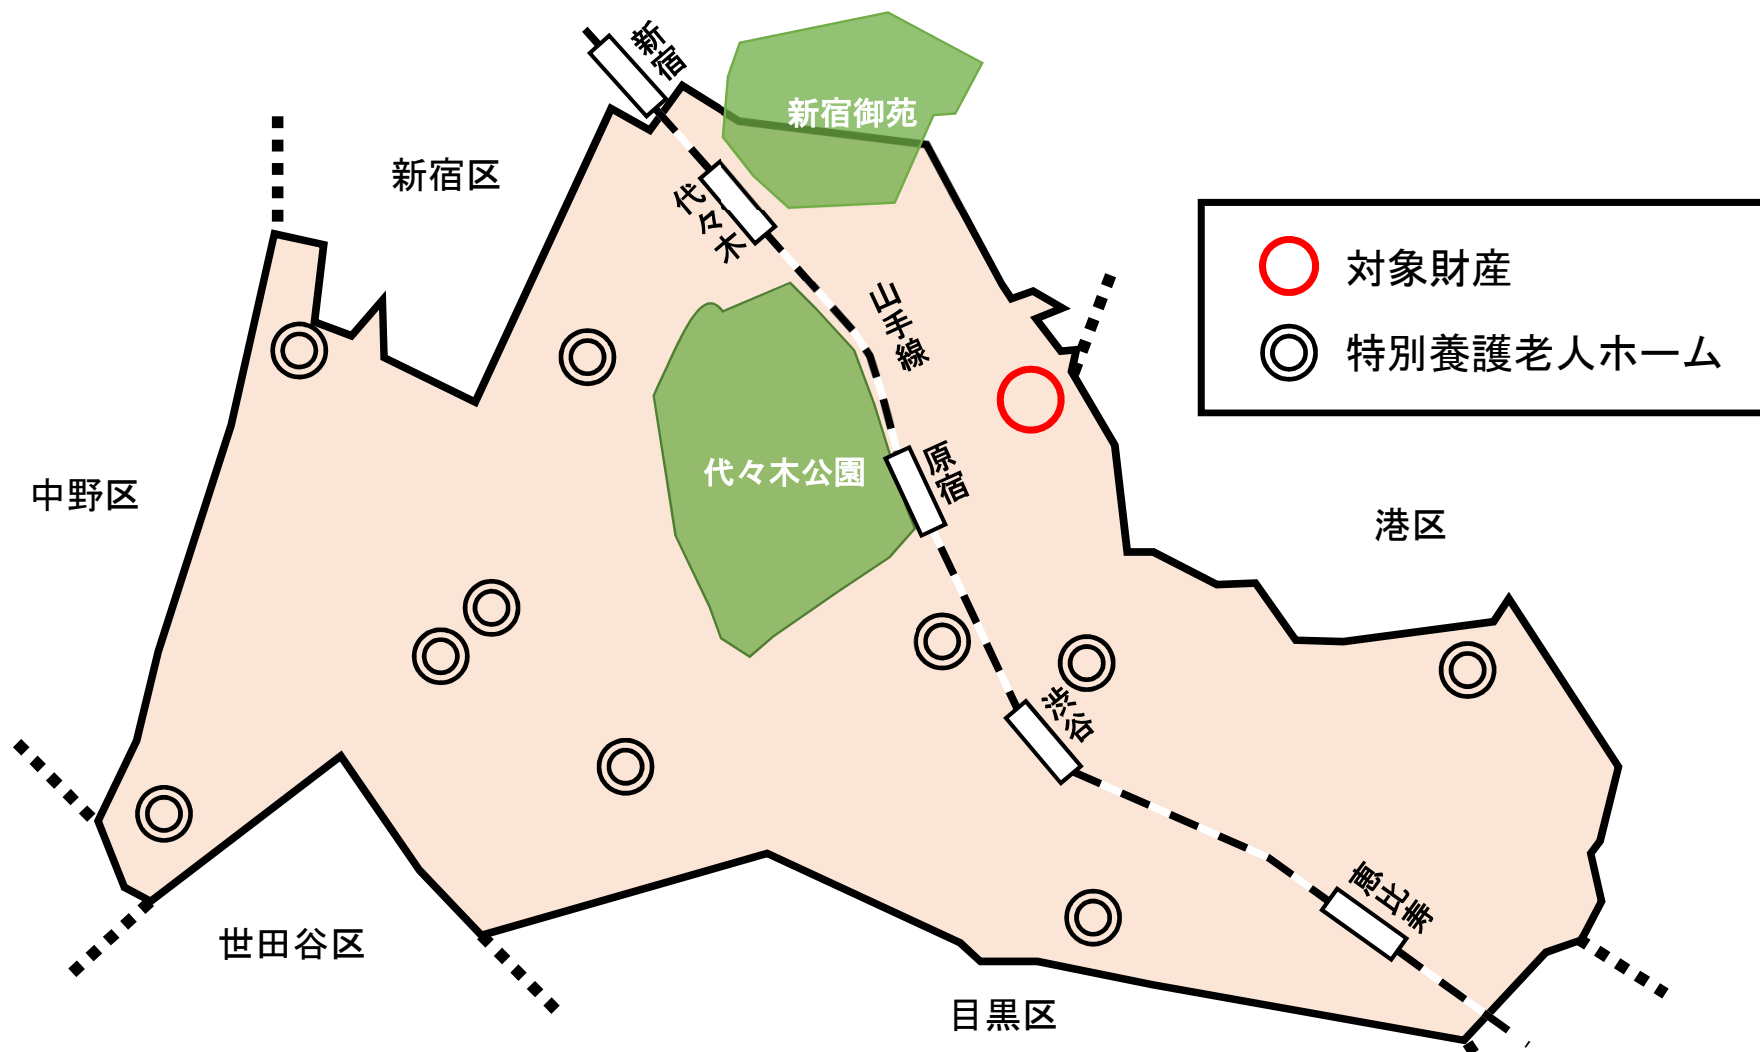 新宿
新宿御苑
新宿区
代々木
山手線
対象財産
特別養護老人ホーム
原宿
代々木公園
中野区
港区
渋谷
恵比寿
世田谷区
目黒区